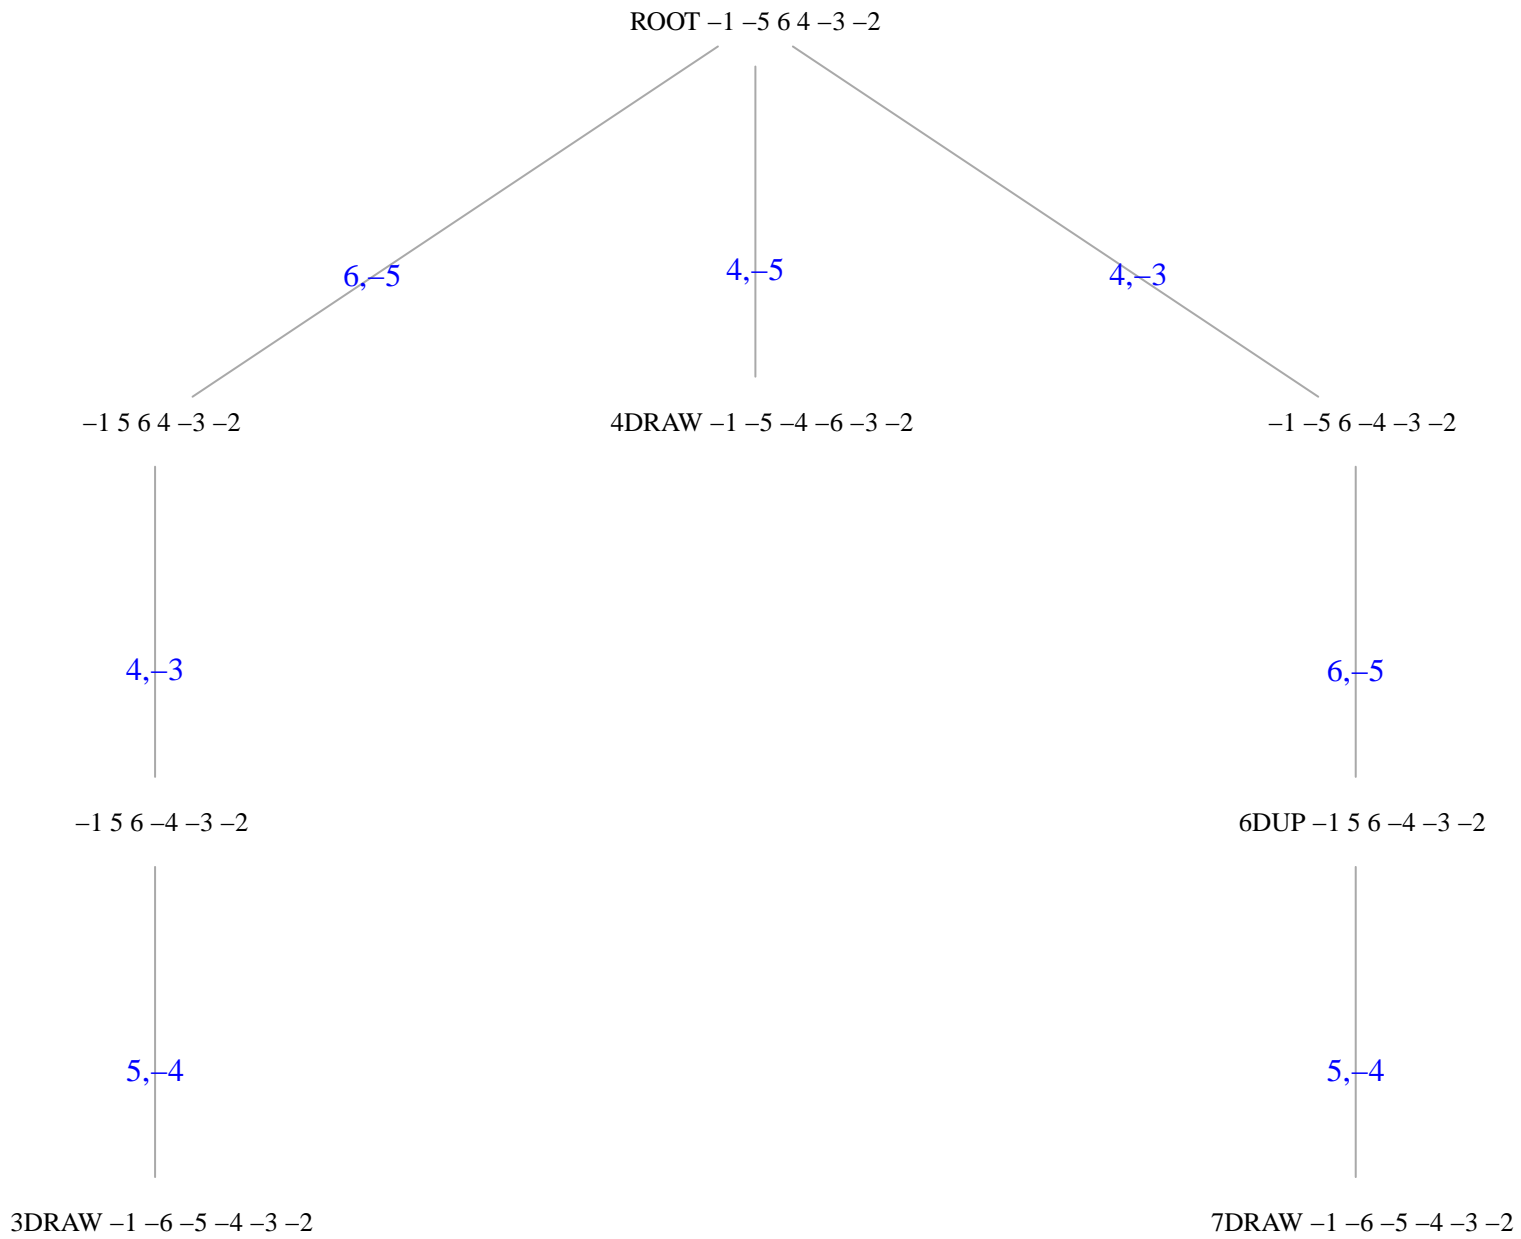 ROOT –1 –5 6 4 –3 –2
6,–5
4,–5
4,–3
–1 5 6 4 –3 –2
4DRAW –1 –5 –4 –6 –3 –2
–1 –5 6 –4 –3 –2
4,–3
6,–5
–1 5 6 –4 –3 –2
6DUP –1 5 6 –4 –3 –2
5,–4
5,–4
3DRAW –1 –6 –5 –4 –3 –2
7DRAW –1 –6 –5 –4 –3 –2